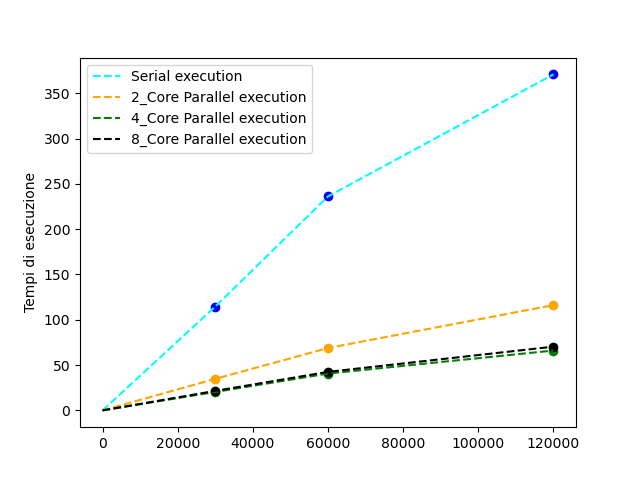 Serial execution
2_Core Parallel execution
4_Core Parallel execution
8_Core Parallel execution
Tempi di esecuzione
350
300
250
200
150
100
50
0
0 20000 40000 60000 80000 100000 120000